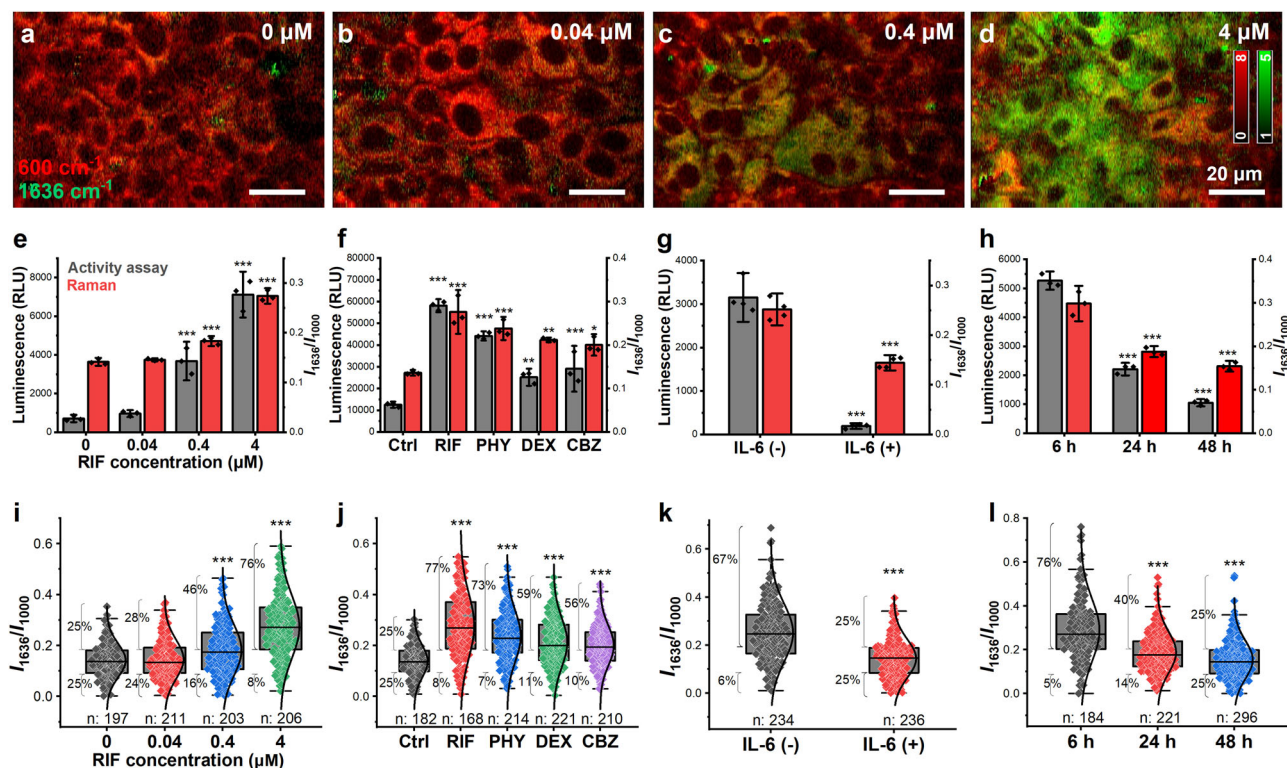 a 0 µM
b 0.04 µM
c 0.4 µM
d 4 µM
8 5
0 1
600 cm⁻¹
1636 cm⁻¹
20 µm
e
Activity assay
Raman
Luminescence (RLU)
8000
6000
4000
2000
0
*** ***
*** ***
0.3
0.2
0.1
0.0
I1636/I1000
0 0.04 0.4 4
RIF concentration (µM)
f
Luminescence (RLU)
80000
70000
60000
50000
40000
30000
20000
10000
0
*** *** *** *** ** ** *** *
0.4
0.3
0.2
0.1
0.0
I1636/I1000
Ctrl RIF PHY DEX CBZ
g
Luminescence (RLU)
4000
3000
2000
1000
0
*** ***
0.4
0.3
0.2
0.1
0.0
I1636/I1000
IL-6 (-) IL-6 (+)
h
Luminescence (RLU)
6000
5000
4000
3000
2000
1000
0
*** *** *** ***
0.4
0.3
0.2
0.1
0.0
I1636/I1000
6 h 24 h 48 h
i
I1636/I1000
0.6
0.4
0.2
0.0
*** ***
25% 28% 46% 76%
25% 24% 16% 8%
n: 197 n: 211 n: 203 n: 206
0 0.04 0.4 4
RIF concentration (µM)
j
0.6
0.4
0.2
0.0
*** *** *** ***
25% 77% 73% 59% 56%
25% 8% 7% 11% 10%
n: 182 n: 168 n: 214 n: 221 n: 210
Ctrl RIF PHY DEX CBZ
k
0.6
0.4
0.2
0.0
***
67% 25%
6% 25%
n: 234 n: 236
IL-6 (-) IL-6 (+)
l
0.8
0.6
0.4
0.2
0.0
*** ***
76% 40% 25%
5% 14% 25%
n: 184 n: 221 n: 296
6 h 24 h 48 h